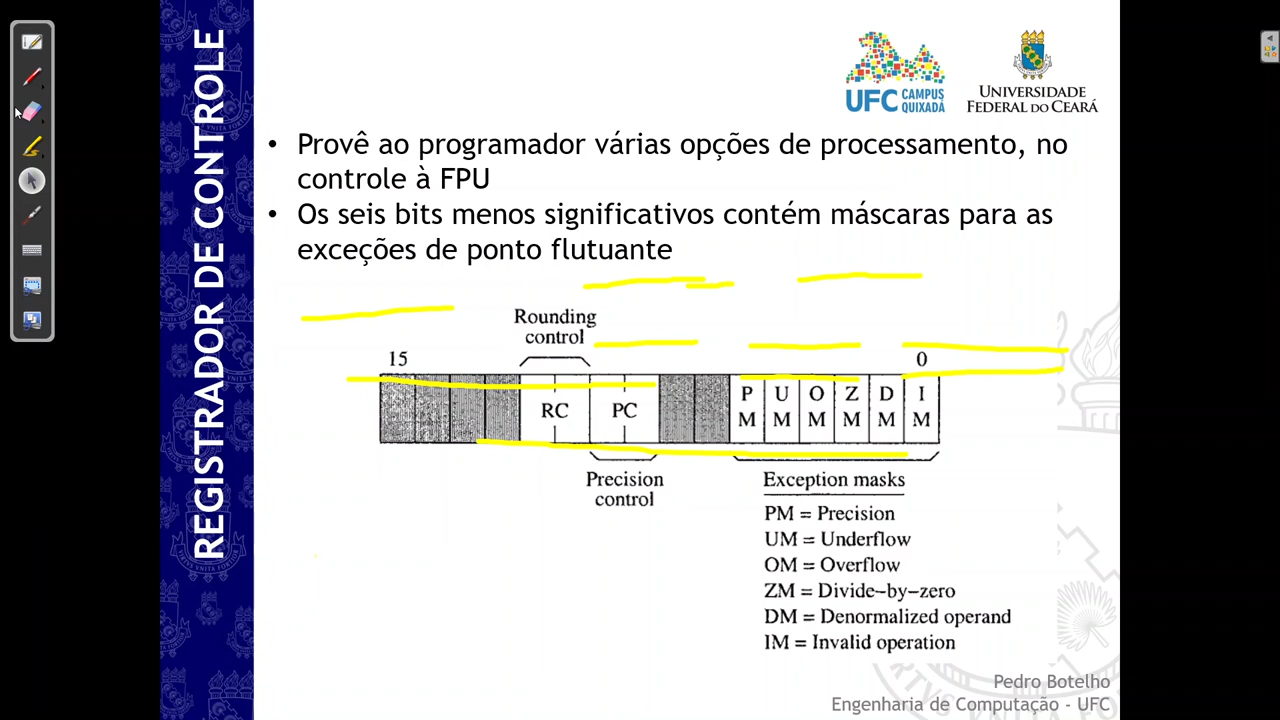 REGISTRADOR DE CONTROLE
UFC CAMPUS QUIXADÁ
UNIVERSIDADE
FEDERAL DO CEARÁ
• Provê ao programador várias opções de processamento, no
controle à FPU
• Os seis bits menos significativos contém máscaras para as
exceções de ponto flutuante
Rounding
control
15
0
RC
PC
P U O Z D I
M M M M M M
Precision
control
Exception masks
PM = Precision
UM = Underflow
OM = Overflow
ZM = Divide-by-zero
DM = Denormalized operand
IM = Invalid operation
Pedro Botelho
Engenharia de Computação - UFC